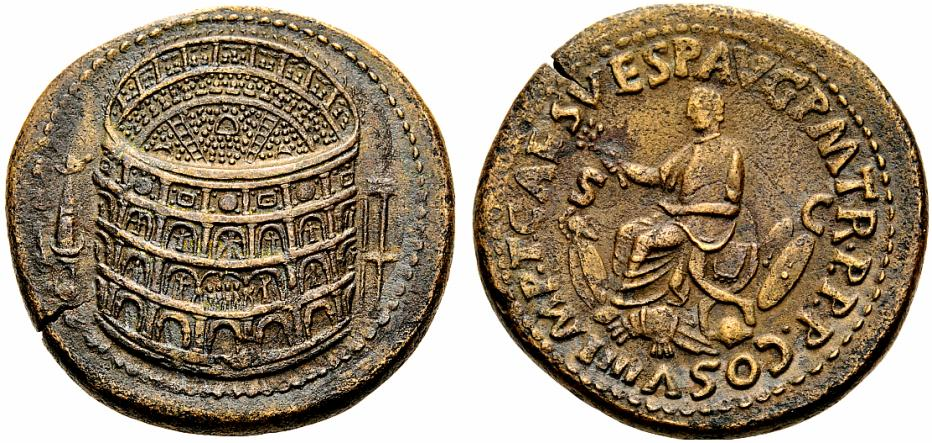 IMP·T·CAES VESP AVG P M TR·P·P·P·COS VIII
S C